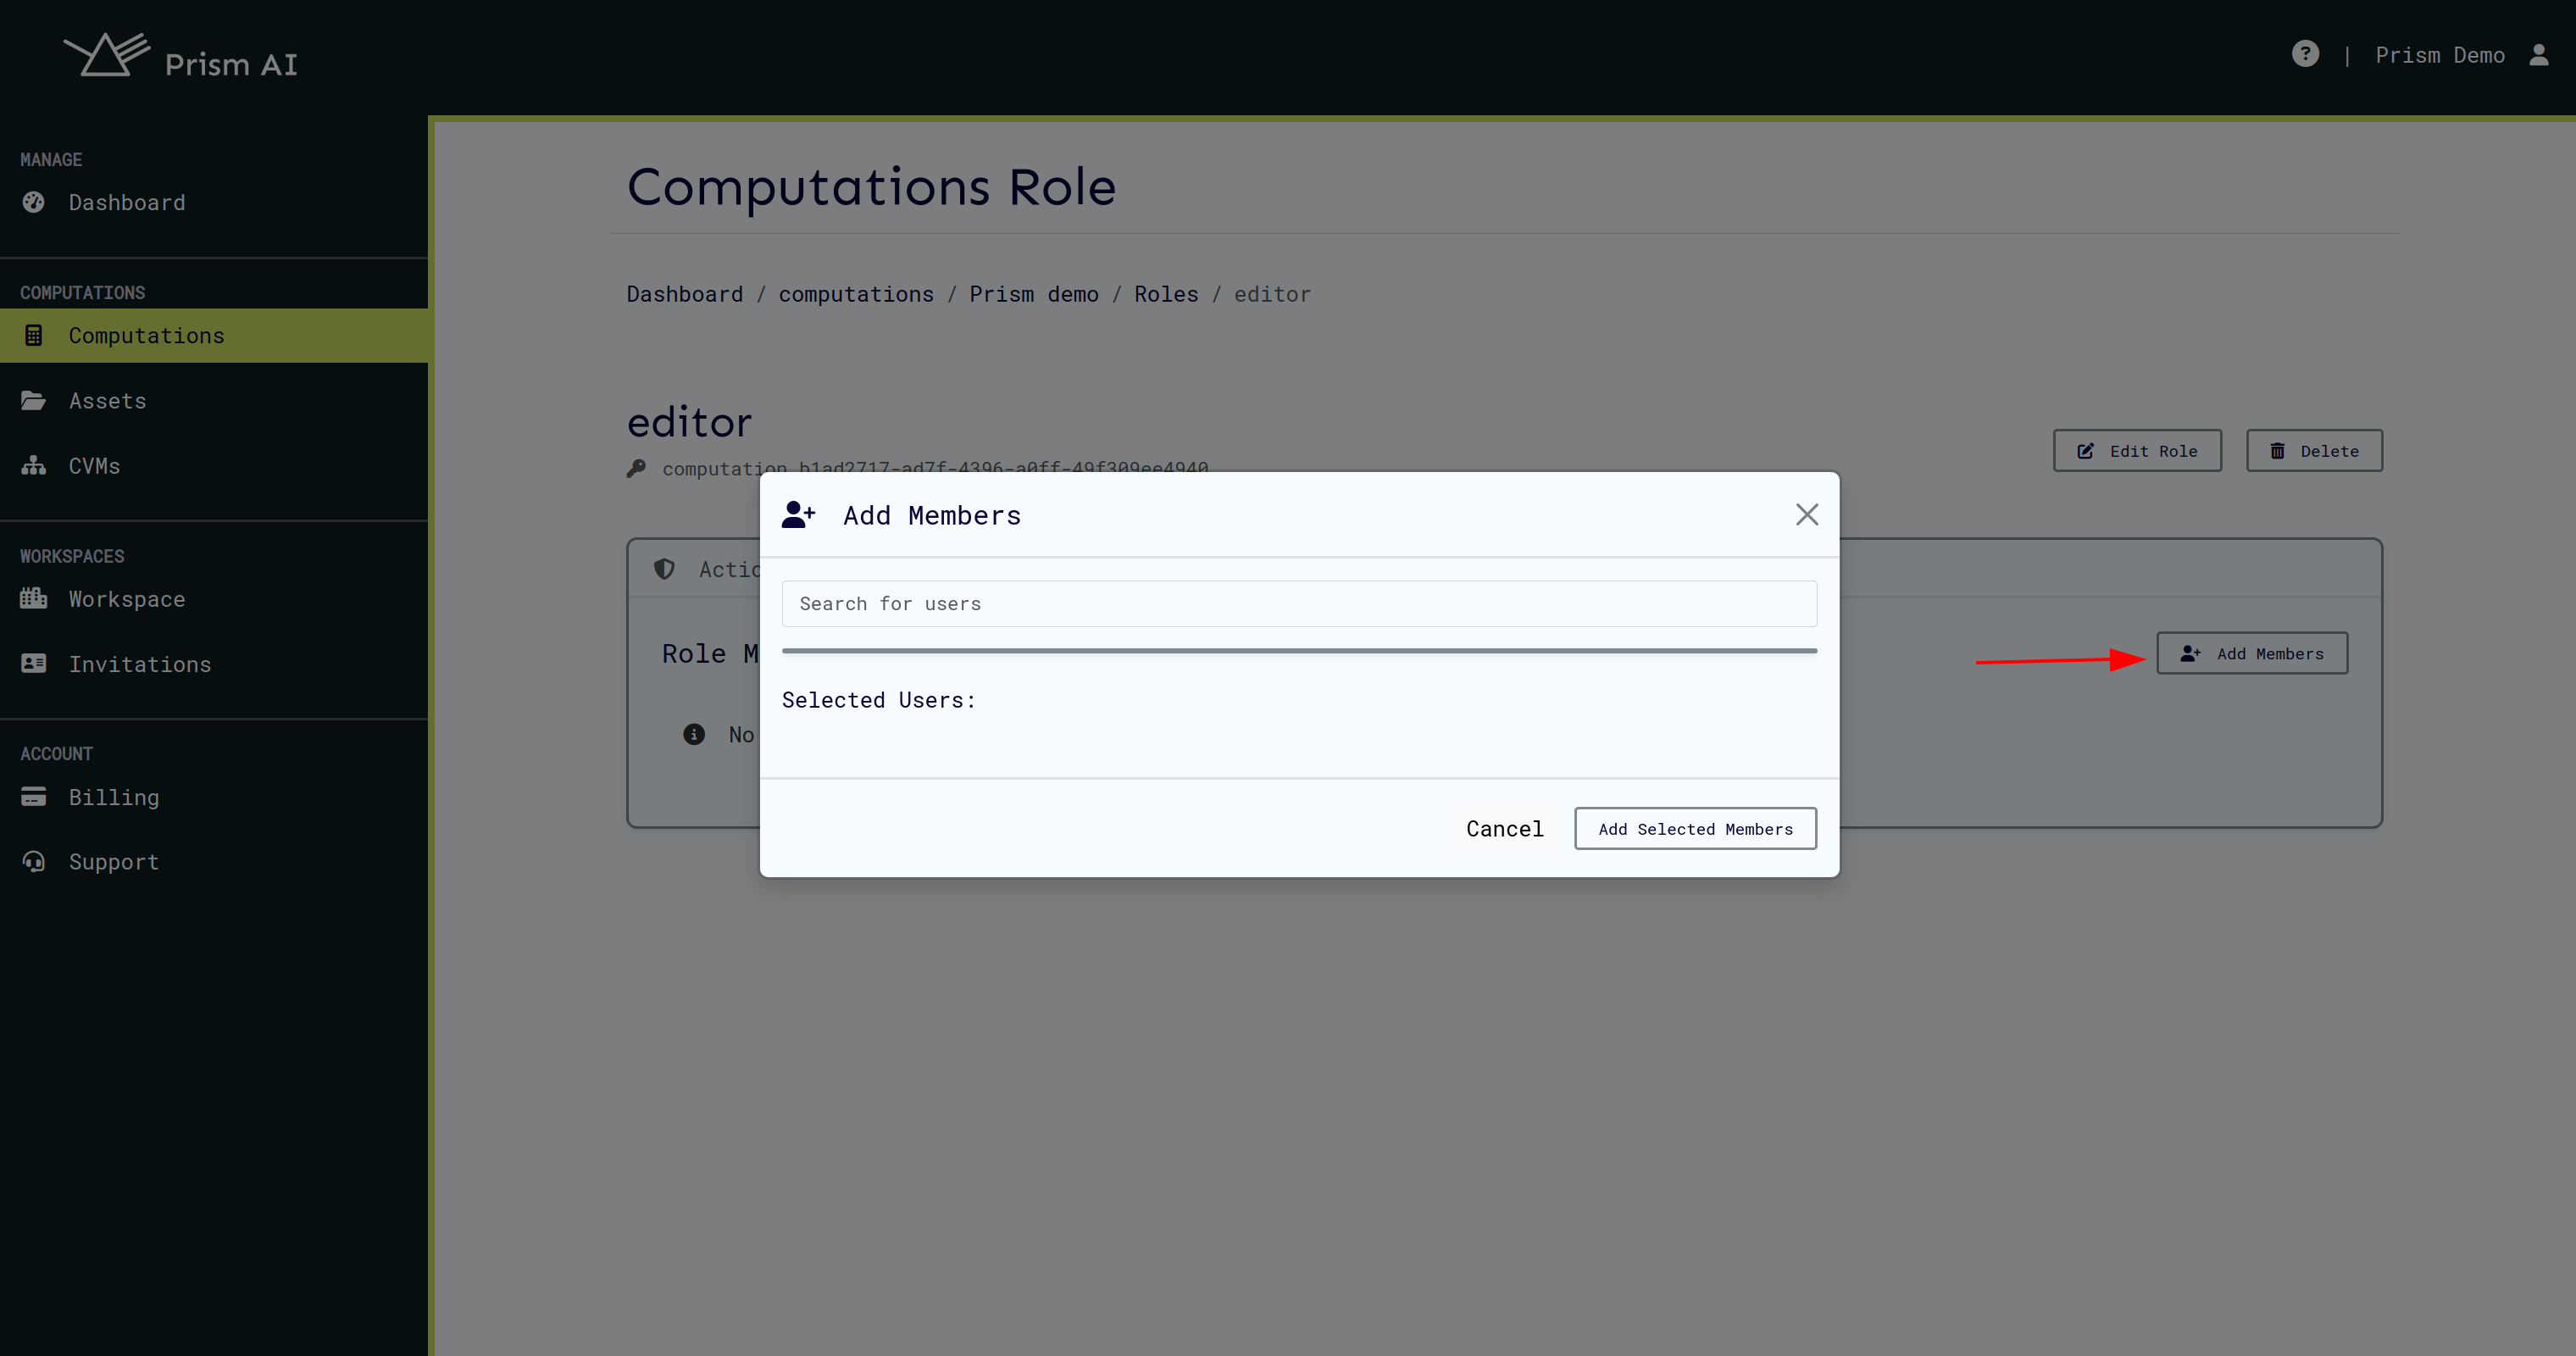 Prism AI
? | Prism Demo
MANAGE
Dashboard
COMPUTATIONS
Computations
Assets
CVMs
WORKSPACES
Workspace
Invitations
ACCOUNT
Billing
Support
Computations Role
Dashboard / computations / Prism demo / Roles / editor
editor
computation_b1ad2717-ad7f-4396-a0ff-49f309ee4940
Edit Role
Delete
Actio
Role M
Add Members
No
Add Members
Search for users
Selected Users:
Cancel
Add Selected Members